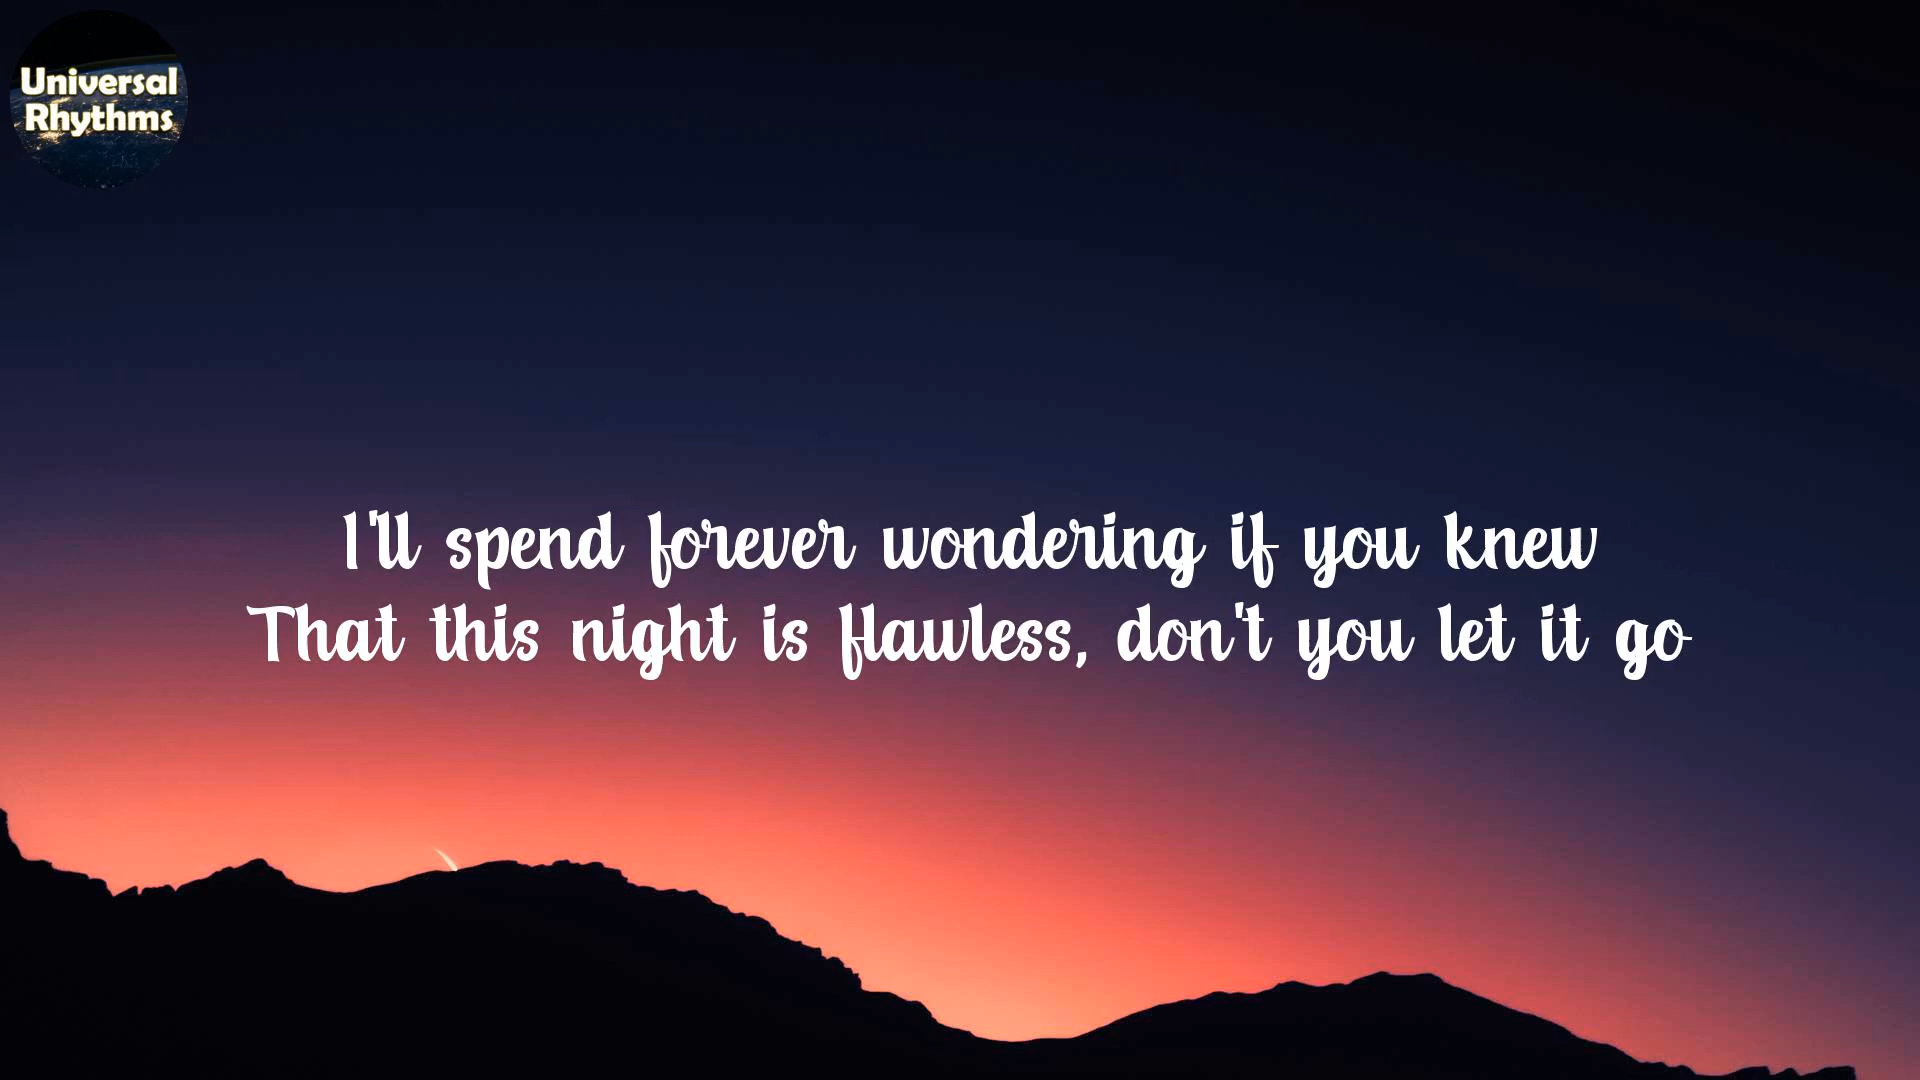 Universal
Rhythms
I'll spend forever wondering if you knew
That this night is flawless, don't you let it go